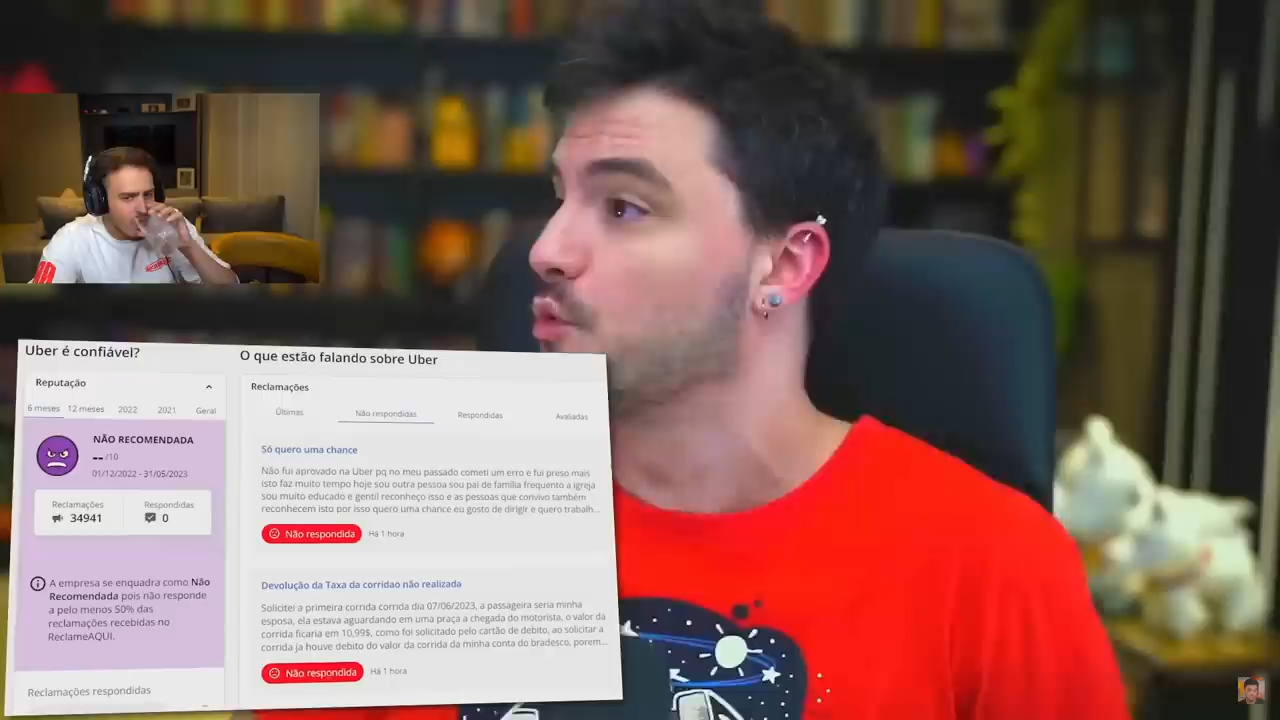 Uber é confiável?
Reputação
6 meses 12 meses 2022 2021 Geral
NÃO RECOMENDADA
-- /10
01/12/2022 - 31/05/2023
Reclamações Respondidas
34941 0
A empresa se enquadra como Não
Recomendada pois não responde
a pelo menos 50% das
reclamações recebidas no
ReclameAQUI.
Reclamações respondidas
O que estão falando sobre Uber
Reclamações
Últimas Não respondidas Respondidas Avaliadas
Só quero uma chance
Não fui aprovado na Uber pq no meu passado cometi um erro e fui preso mais
isto faz muito tempo hoje sou outra pessoa sou pai de família frequento a igreja
sou muito educado e gentil reconheço isso e as pessoas que convivo também
reconhecem isto por isso quero uma chance eu gosto de dirigir e quero trabalh...
Não respondida Há 1 hora
Devolução da Taxa da corridao não realizada
Solicitei a primeira corrida corrida dia 07/06/2023, a passageira seria minha
esposa, ela estava aguardando em uma praça a chegada do motorista, o valor da
corrida ficaria em 10,99$, como foi solicitado pelo cartão de debito, ao solicitar a
corrida ja houve debito do valor da corrida da minha conta do bradesco, porem...
Não respondida Há 1 hora